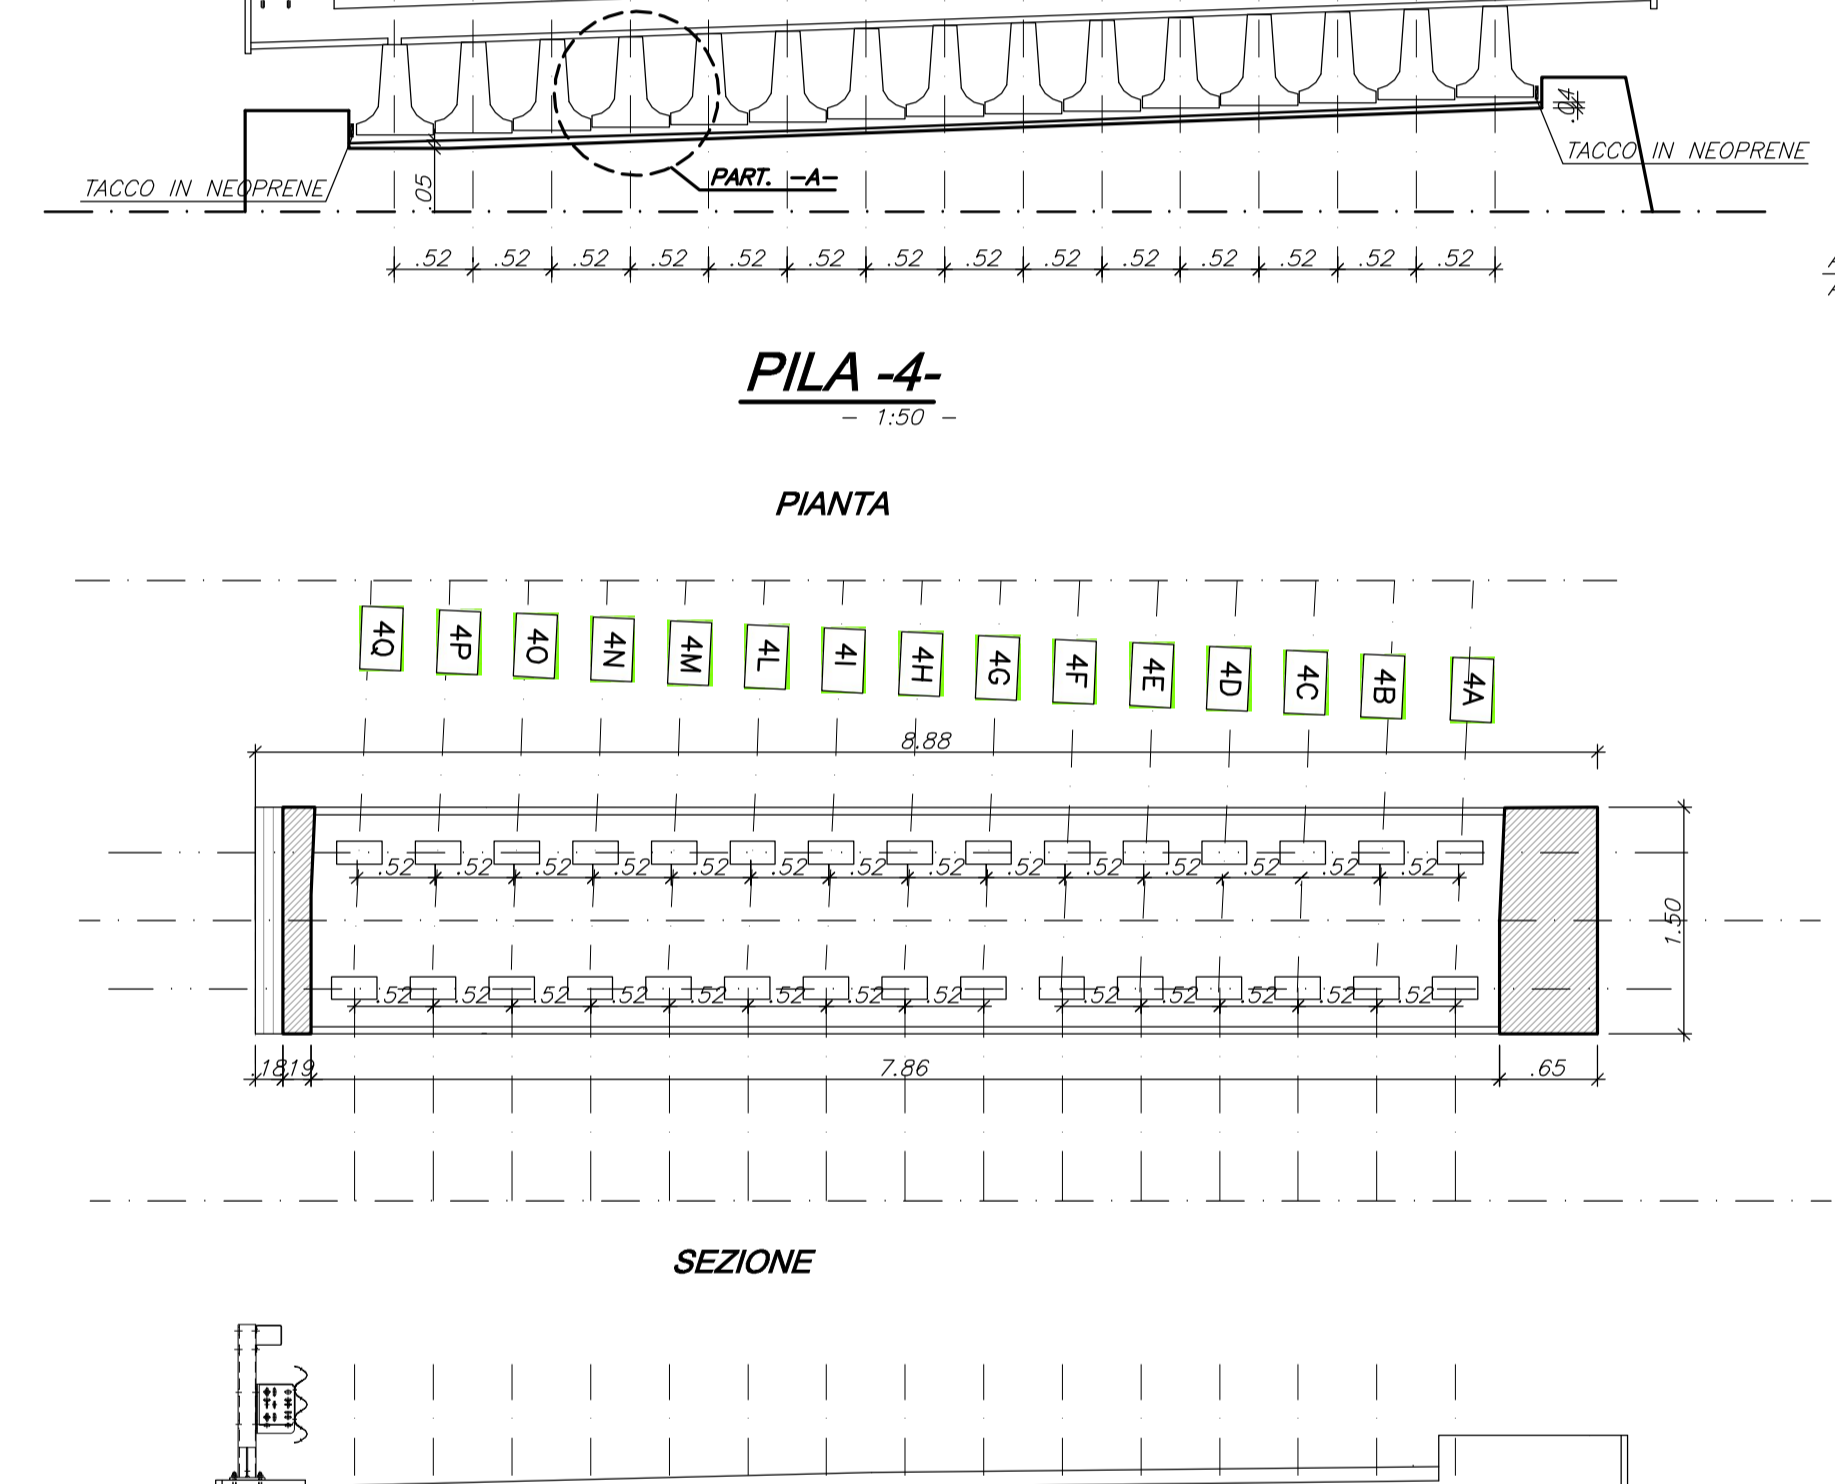 .04
TACCO IN NEOPRENE
PART. -A-
TACCO IN NEOPRENE
.05
.52 .52 .52 .52 .52 .52 .52 .52 .52 .52 .52 .52 .52 .52
PILA -4-
- 1:50 -
PIANTA
4Q 4P 4O 4N 4M 4L 4I 4H 4G 4F 4E 4D 4C 4B 4A
8.88
.52 .52 .52 .52 .52 .52 .52 .52 .52 .52 .52 .52 .52 .52
1.50
.52 .52 .52 .52 .52 .52 .52 .52 .52 .52 .52 .52 .52
.18 .19 7.86 .65
SEZIONE